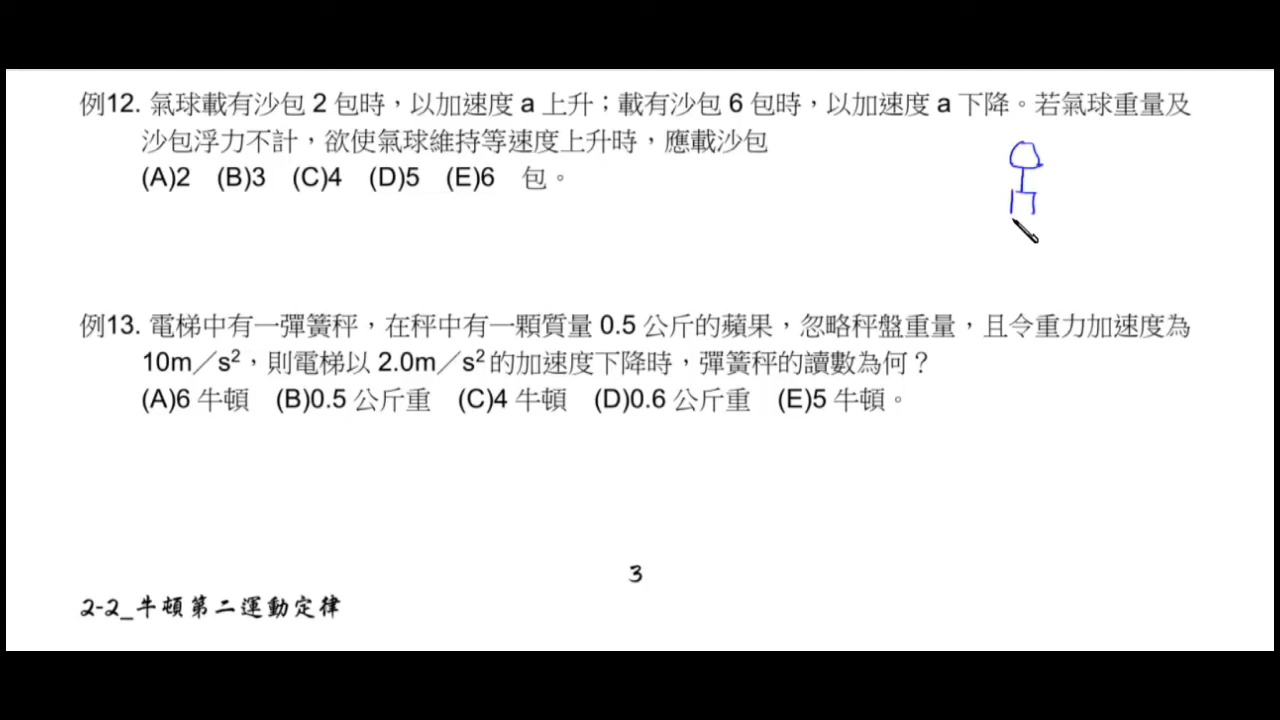 例12. 氣球載有沙包 2 包時，以加速度 a 上升；載有沙包 6 包時，以加速度 a 下降。若氣球重量及
沙包浮力不計，欲使氣球維持等速度上升時，應載沙包
(A)2 (B)3 (C)4 (D)5 (E)6 包。
例13. 電梯中有一彈簧秤，在秤中有一顆質量 0.5 公斤的蘋果，忽略秤盤重量，且令重力加速度為
10m／s²，則電梯以 2.0m／s² 的加速度下降時，彈簧秤的讀數為何？
(A)6 牛頓 (B)0.5 公斤重 (C)4 牛頓 (D)0.6 公斤重 (E)5 牛頓。
3
2-2_牛頓第二運動定律